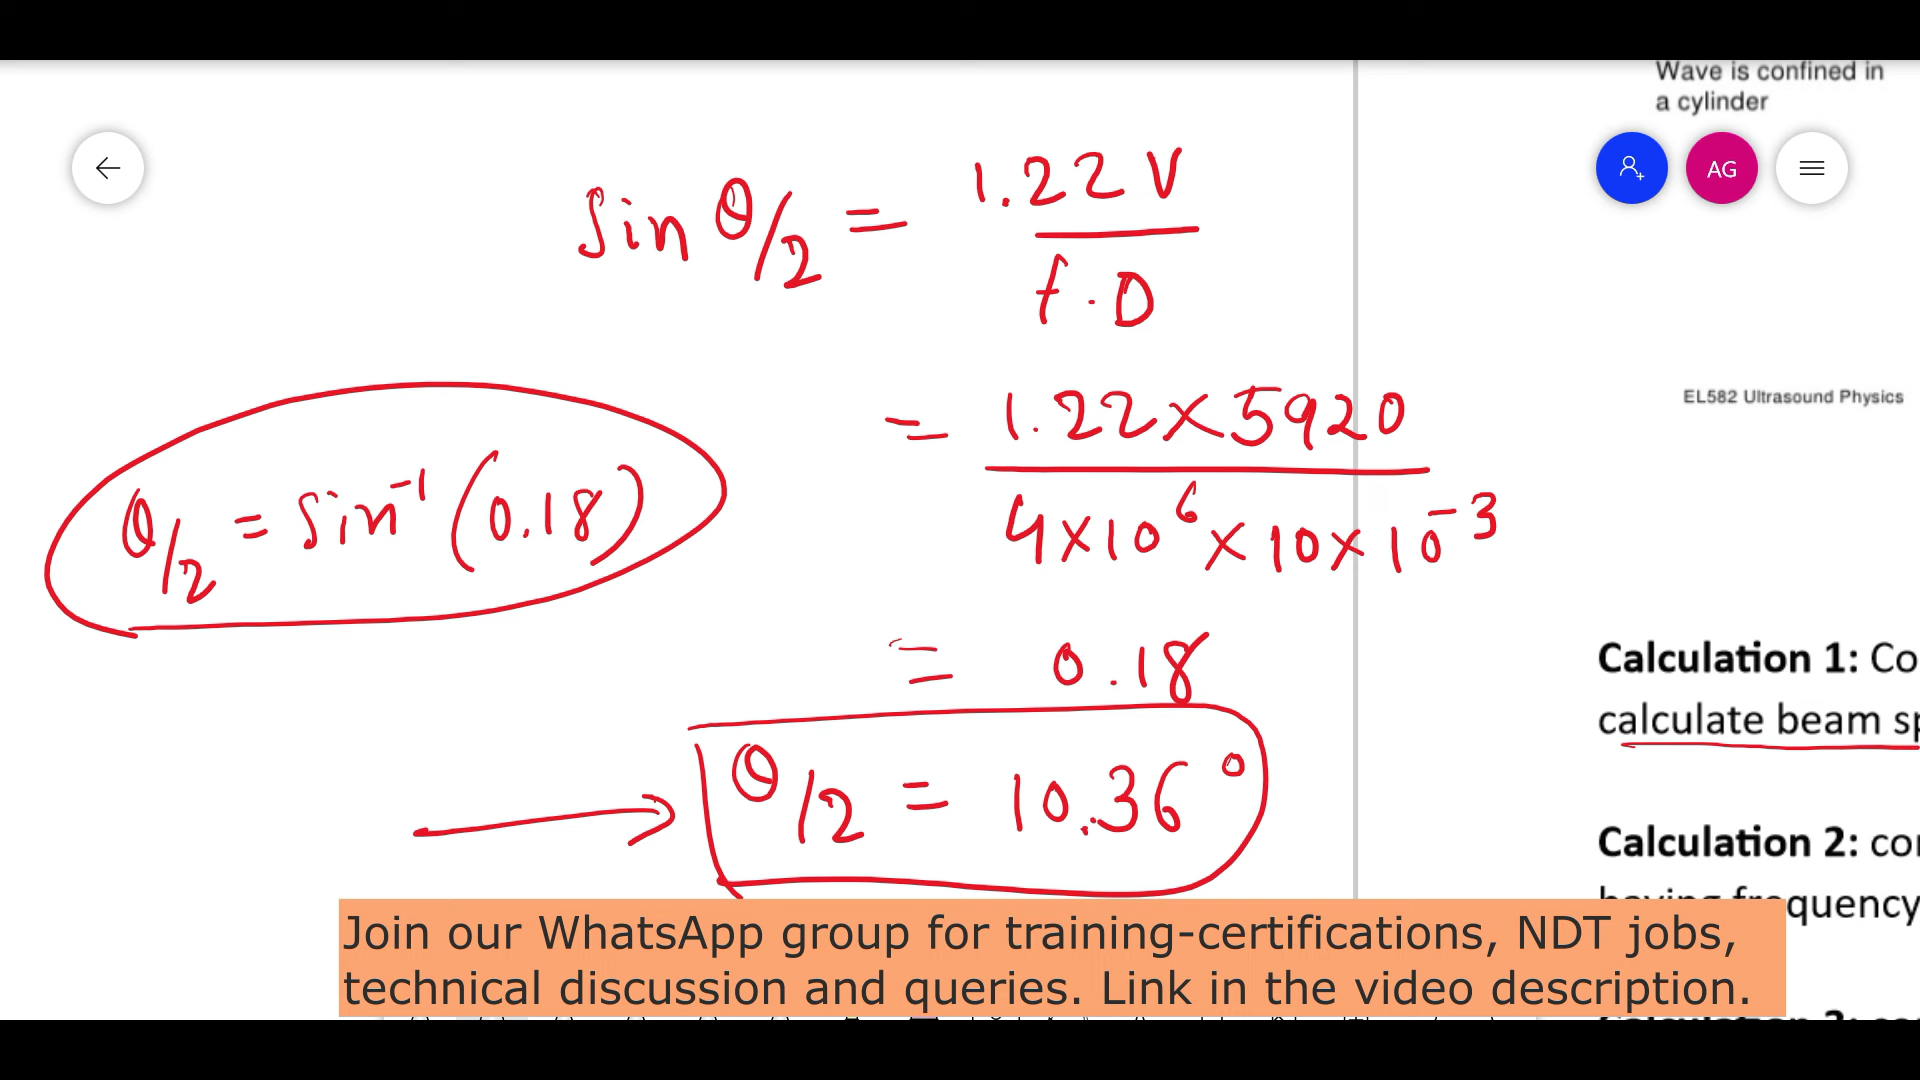 Wave is confined in
a cylinder
AG
sin θ/2 = 1.22 V
f . D
= 1.22 × 5920
4 × 10⁶ × 10 × 10⁻³
EL582 Ultrasound Physics
θ/2 = sin⁻¹ (0.18)
= 0.18
θ/2 = 10.36°
Calculation 1: Co
calculate beam sp
Calculation 2: con
having frequency
Join our WhatsApp group for training-certifications, NDT jobs,
technical discussion and queries. Link in the video description.